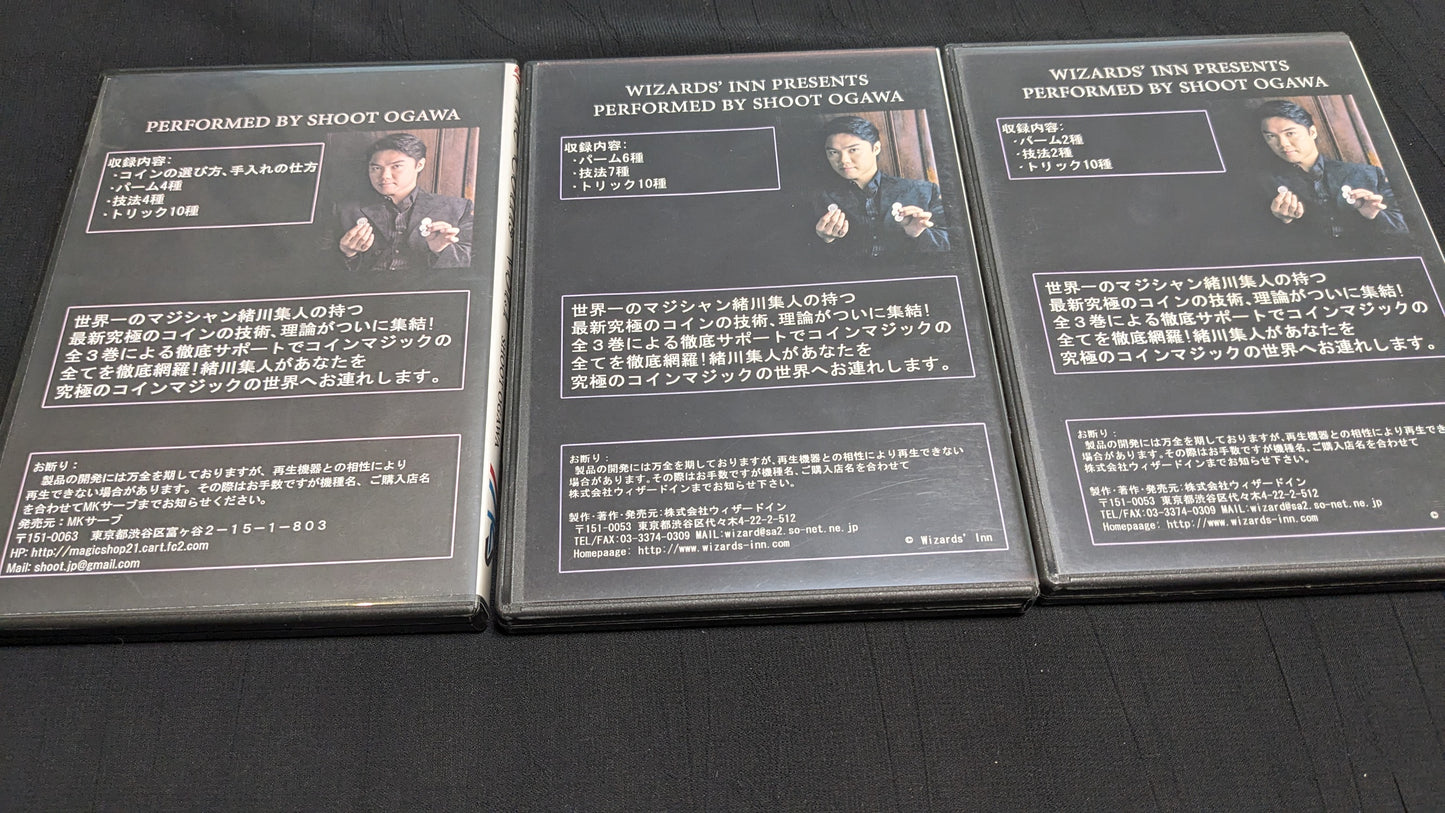 PERFORMED BY SHOOT OGAWA
収録内容:
・コインの選び方、手入れの仕方
・パーム4種
・技法4種
・トリック10種
世界一のマジシャン緒川集人の持つ
最新究極のコインの技術、理論がついに集結!
全3巻による徹底サポートでコインマジックの
全てを徹底網羅!緒川集人があなたを
究極のコインマジックの世界へお連れします。
お断り:
製品の開発には万全を期しておりますが、再生機器との相性により
再生できない場合があります。その際はお手数ですが機種名、ご購入店名
を合わせてMKサーブまでお知らせください。
発売元:MKサーブ
〒151-0063 東京都渋谷区富ヶ谷2-15-1-803
HP: http://magicshop21.cart.fc2.com
Mail: shoot.jp@gmail.com
OGAWA
WIZARDS' INN PRESENTS
PERFORMED BY SHOOT OGAWA
収録内容:
・パーム6種
・技法7種
・トリック10種
世界一のマジシャン緒川集人の持つ
最新究極のコインの技術、理論がついに集結!
全3巻による徹底サポートでコインマジックの
全てを徹底網羅!緒川集人があなたを
究極のコインマジックの世界へお連れします。
お断り:
製品の開発には万全を期しておりますが、再生機器との相性により再生できない
場合があります。その際はお手数ですが機種名、ご購入店名を合わせて
株式会社ウィザードインまでお知らせ下さい。
製作・著作・発売元:株式会社ウィザードイン
〒151-0053 東京都渋谷区代々木4-22-2-512
TEL/FAX:03-3374-0309 MAIL:wizard@sa2.so-net.ne.jp
Homepaage: http://www.wizards-inn.com
© Wizards' Inn
WIZARDS' INN PRESENTS
PERFORMED BY SHOOT OGAWA
収録内容:
・パーム2種
・技法2種
・トリック10種
世界一のマジシャン緒川集人の持つ
最新究極のコインの技術、理論がついに集結!
全3巻による徹底サポートでコインマジックの
全てを徹底網羅!緒川集人があなたを
究極のコインマジックの世界へお連れします。
お断り:
製品の開発には万全を期しておりますが、再生機器との相性により再生でき
場合があります。その際はお手数ですが機種名、ご購入店名を合わせて
株式会社ウィザードインまでお知らせ下さい。
製作・著作・発売元:株式会社ウィザードイン
〒151-0053 東京都渋谷区代々木4-22-2-512
TEL/FAX:03-3374-0309 MAIL:wizard@sa2.so-net.ne.jp
Homepaage: http://www.wizards-inn.com
©